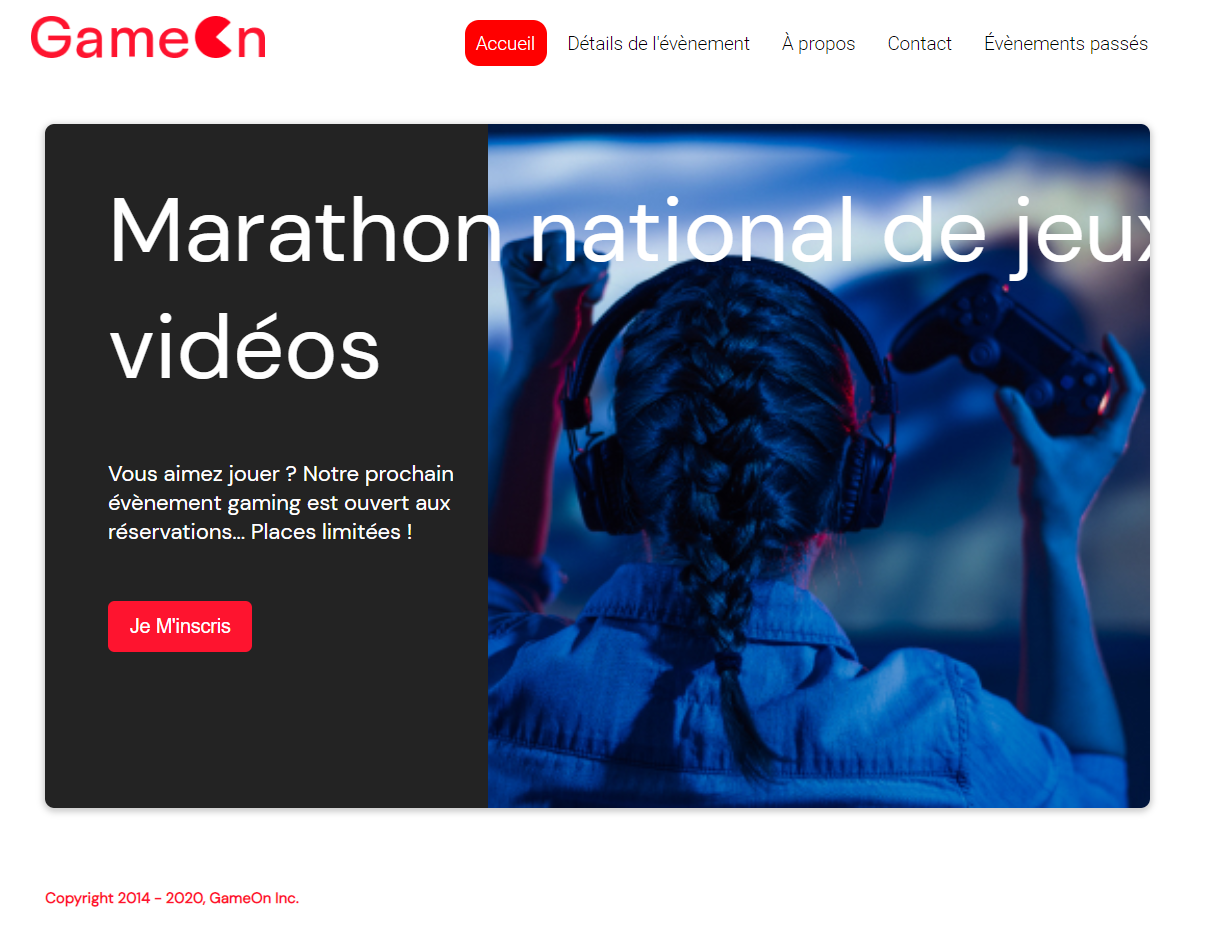 GameOn
Accueil Détails de l'évènement À propos Contact Évènements passés
Marathon national de jeux
vidéos
Vous aimez jouer ? Notre prochain
évènement gaming est ouvert aux
réservations... Places limitées !
Je M'inscris
Copyright 2014 - 2020, GameOn Inc.